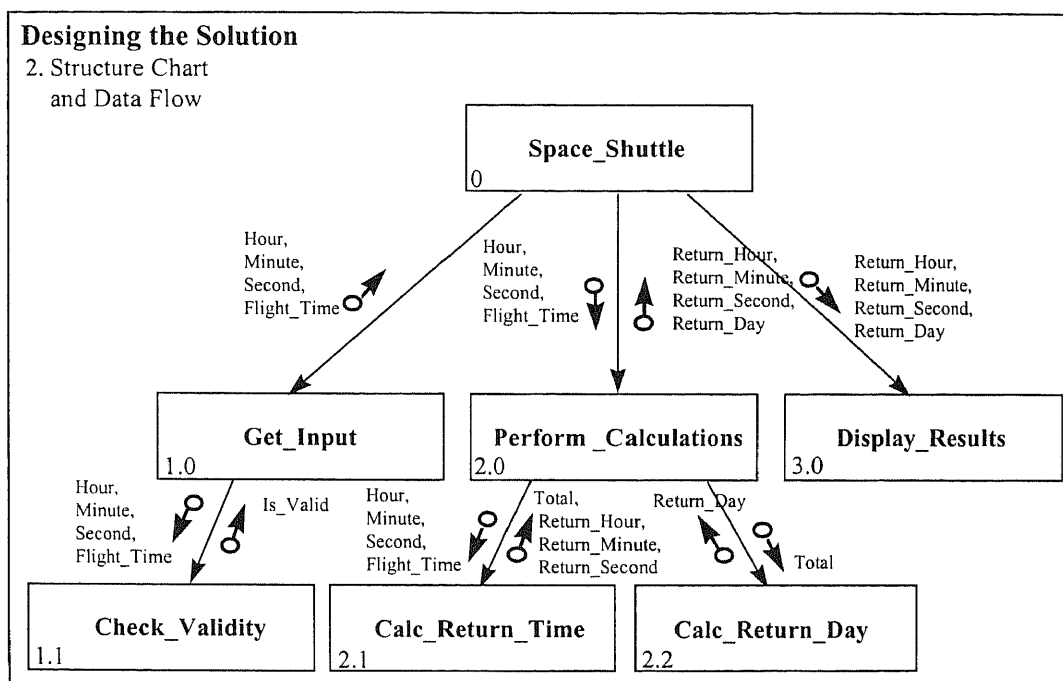 Designing the Solution
2. Structure Chart
and Data Flow
Space_Shuttle
0
Hour,
Minute,
Second,
Flight_Time
Hour,
Minute,
Second,
Flight_Time
Return_Hour,
Return_Minute,
Return_Second,
Return_Day
Return_Hour,
Return_Minute,
Return_Second,
Return_Day
Get_Input
1.0
Perform _Calculations
2.0
Display_Results
3.0
Hour,
Minute,
Second,
Flight_Time
Is_Valid
Hour,
Minute,
Second,
Flight_Time
Total,
Return_Hour,
Return_Minute,
Return_Second
Return_Day
Total
Check_Validity
1.1
Calc_Return_Time
2.1
Calc_Return_Day
2.2